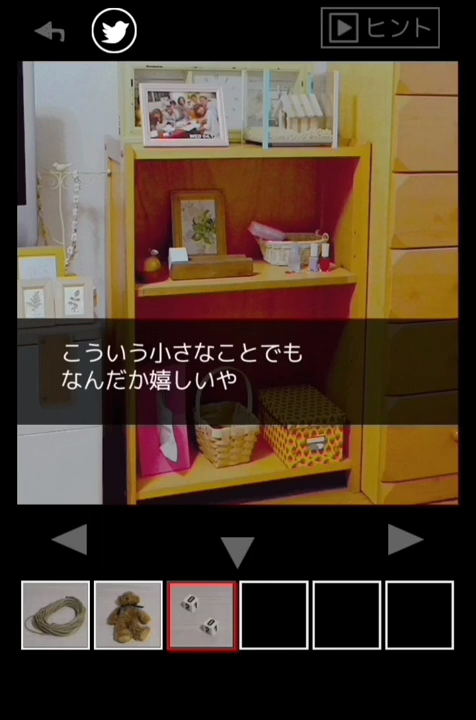 ヒント
こういう小さなことでも
なんだか嬉しいや